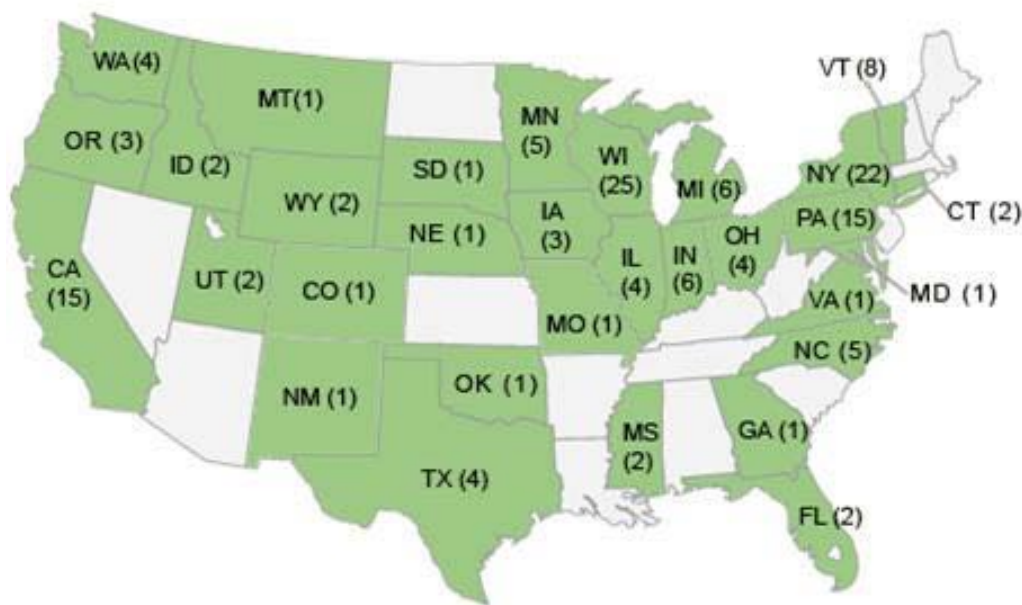 WA (4)
VT (8)
MT(1)
MN
(5)
OR (3)
ID (2)
WI
(25)
SD (1)
MI (6)
NY (22)
WY (2)
CT (2)
IA
(3)
NE (1)
PA (15)
OH
(4)
CA
(15)
UT (2)
CO (1)
IL
(4)
IN
(6)
MD (1)
VA (1)
MO (1)
NC (5)
NM (1)
OK (1)
MS
(2)
GA (1)
TX (4)
FL (2)